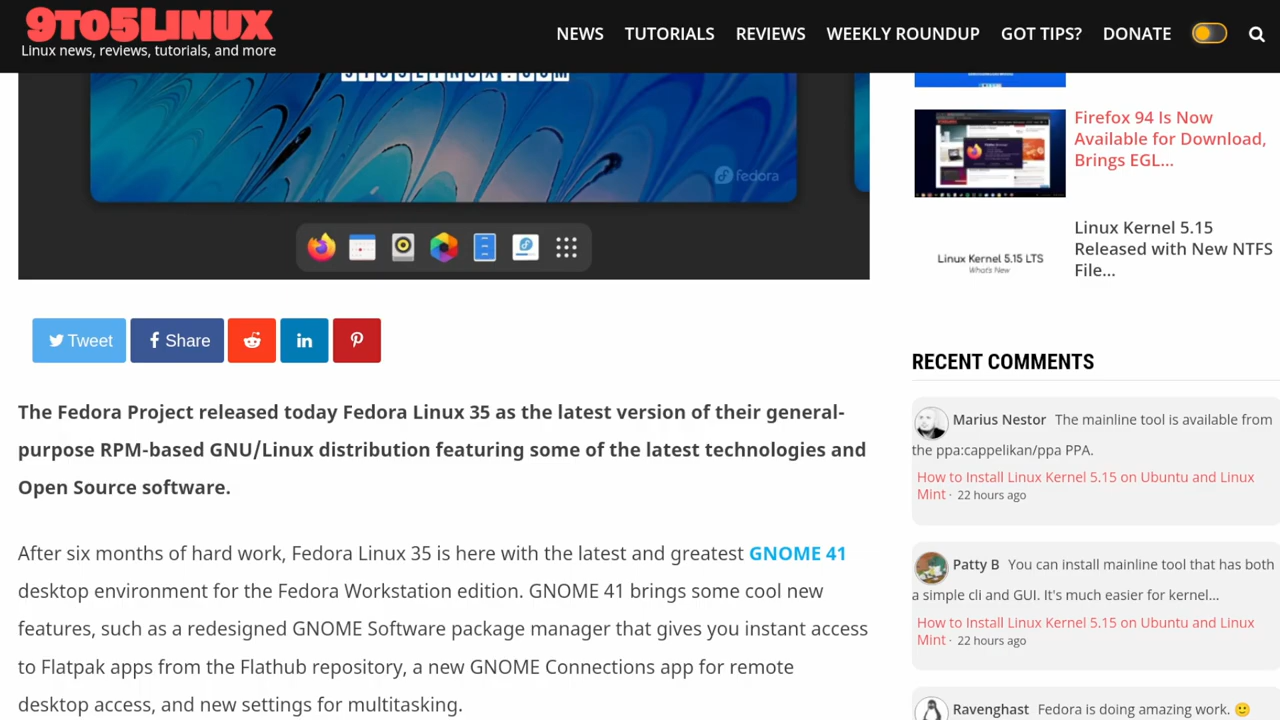 9TO5LINUX
Linux news, reviews, tutorials, and more
NEWS TUTORIALS REVIEWS WEEKLY ROUNDUP GOT TIPS? DONATE
fedora
Tweet Share
The Fedora Project released today Fedora Linux 35 as the latest version of their general-
purpose RPM-based GNU/Linux distribution featuring some of the latest technologies and
Open Source software.
After six months of hard work, Fedora Linux 35 is here with the latest and greatest GNOME 41
desktop environment for the Fedora Workstation edition. GNOME 41 brings some cool new
features, such as a redesigned GNOME Software package manager that gives you instant access
to Flatpak apps from the Flathub repository, a new GNOME Connections app for remote
desktop access, and new settings for multitasking.
Firefox 94 Is Now
Available for Download,
Brings EGL...
Linux Kernel 5.15 LTS
What's New
Linux Kernel 5.15
Released with New NTFS
File...
RECENT COMMENTS
Marius Nestor The mainline tool is available from
the ppa:cappelikan/ppa PPA.
How to Install Linux Kernel 5.15 on Ubuntu and Linux
Mint · 22 hours ago
Patty B You can install mainline tool that has both
a simple cli and GUI. It's much easier for kernel...
How to Install Linux Kernel 5.15 on Ubuntu and Linux
Mint · 22 hours ago
Ravenghast Fedora is doing amazing work. 🙂